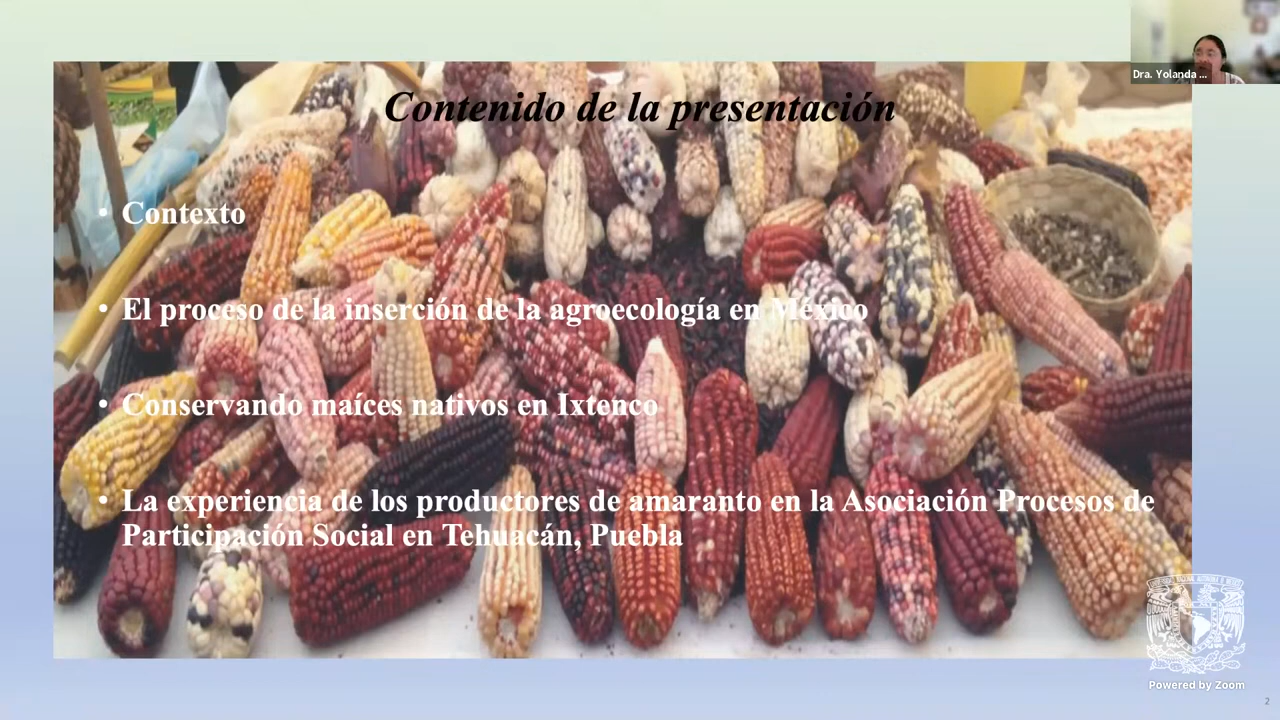 Dra. Yolanda ...
Contenido de la presentación
• Contexto
• El proceso de la inserción de la agroecología en México
• Conservando maíces nativos en Ixtenco
• La experiencia de los productores de amaranto en la Asociación Procesos de
Participación Social en Tehuacán, Puebla
Powered by Zoom
2